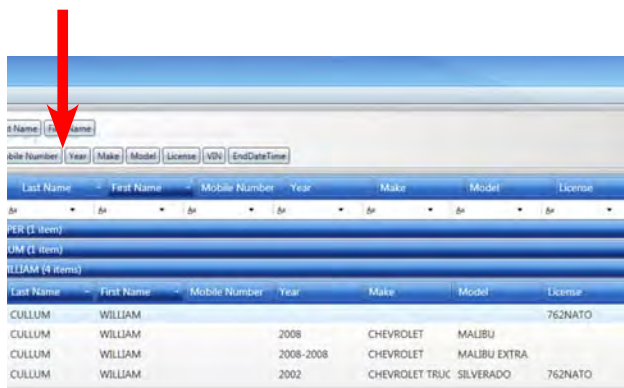 t Name First Name
obile Number Year Make Model License VIN EndDateTime
Last Name First Name Mobile Number Year Make Model License
PER (1 item)
UM (1 item)
ILLIAM (4 items)
Last Name First Name Mobile Number Year Make Model License
CULLUM WILLIAM 762NATO
CULLUM WILLIAM 2008 CHEVROLET MALIBU
CULLUM WILLIAM 2008-2008 CHEVROLET MALIBU EXTRA
CULLUM WILLIAM 2002 CHEVROLET TRUC SILVERADO 762NATO